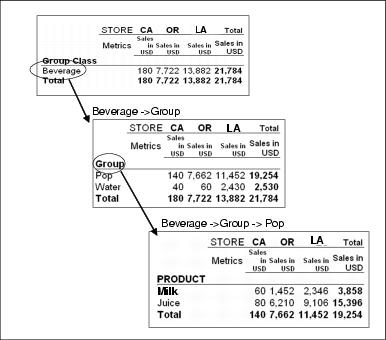 STORE CA OR LA Total
Metrics Sales in USD Sales in USD Sales in USD Sales in USD
Group Class
Beverage 180 7,722 13,882 21,784
Total 180 7,722 13,882 21,784
Beverage ->Group
STORE CA OR LA Total
Metrics Sales in USD Sales in USD Sales in USD Sales in USD
Group
Pop 140 7,662 11,452 19,254
Water 40 60 2,430 2,530
Total 180 7,722 13,882 21,784
Beverage ->Group -> Pop
STORE CA OR LA Total
Metrics Sales in USD Sales in USD Sales in USD Sales in USD
PRODUCT
Milk 60 1,452 2,346 3,858
Juice 80 6,210 9,106 15,396
Total 140 7,662 11,452 19,254